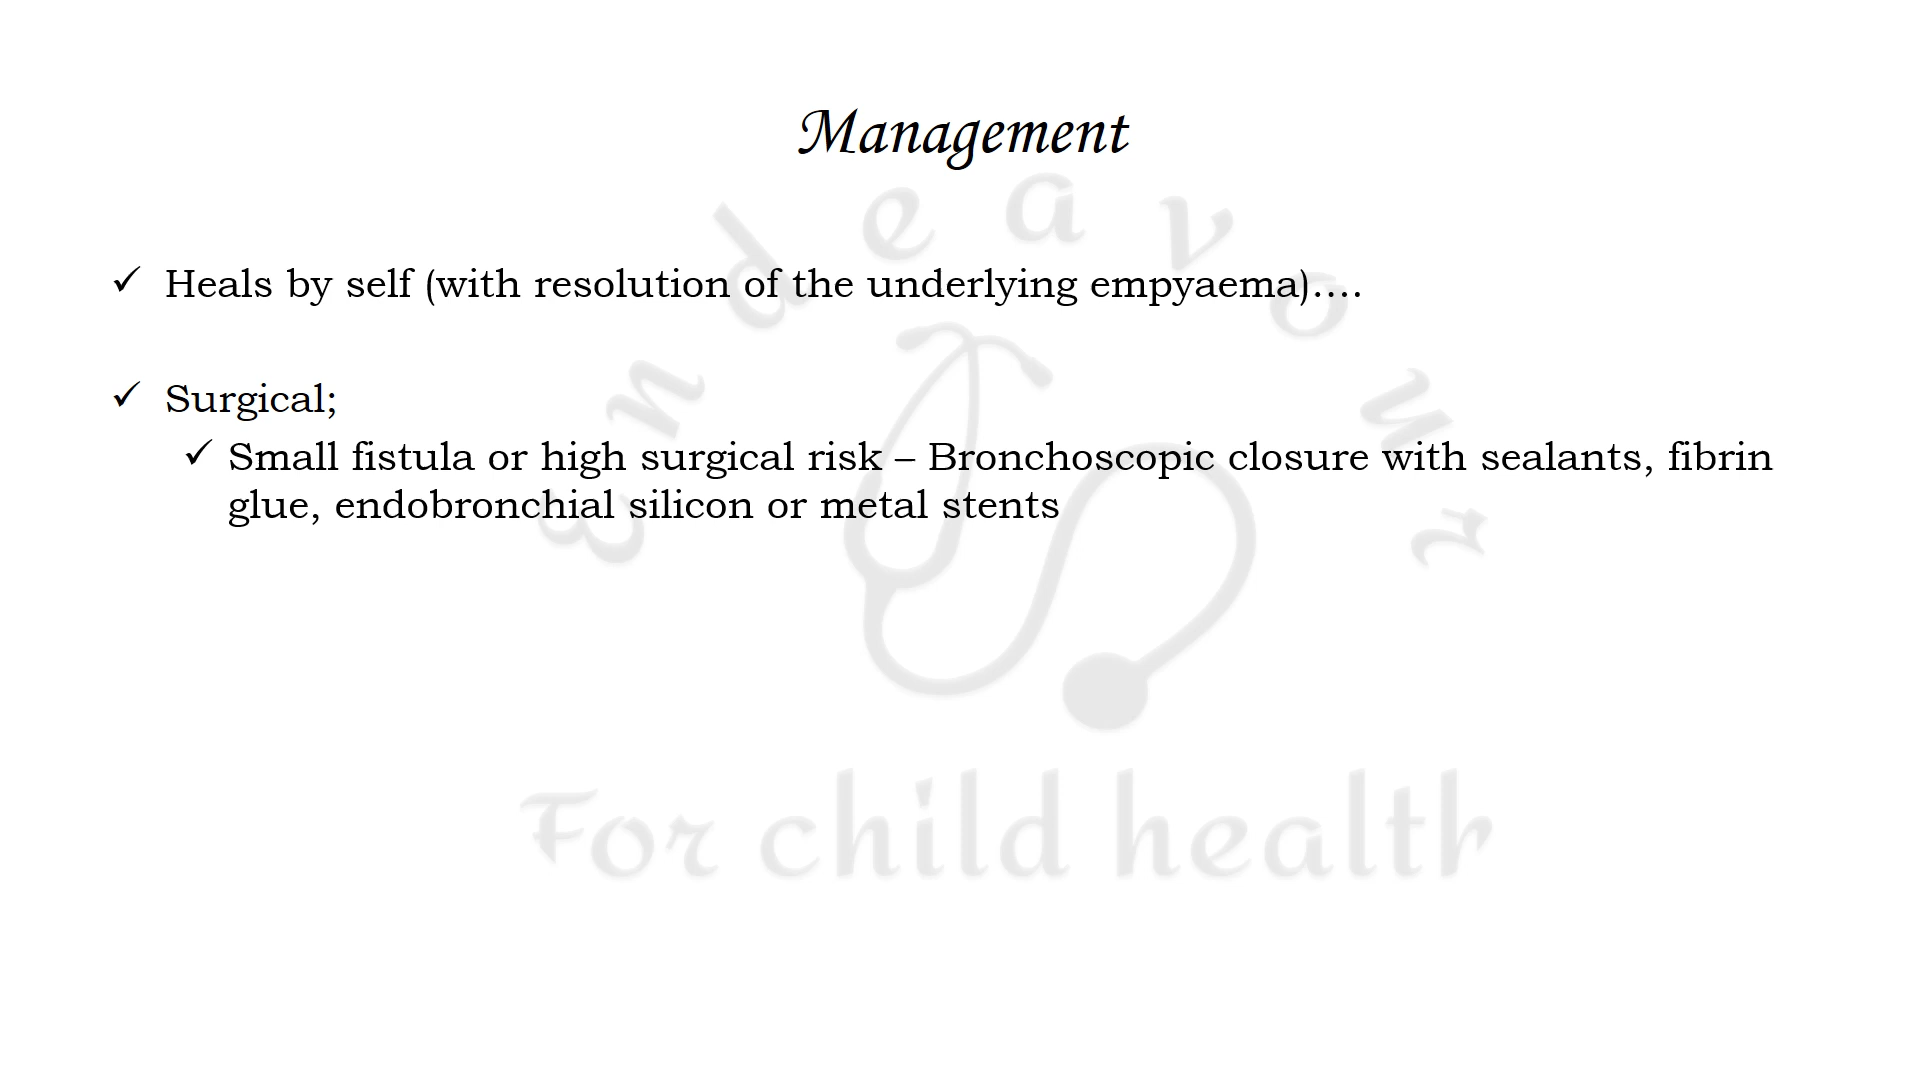 Management
Endeavour
✓ Heals by self (with resolution of the underlying empyaema)....
✓ Surgical;
✓ Small fistula or high surgical risk – Bronchoscopic closure with sealants, fibrin
glue, endobronchial silicon or metal stents
For child health